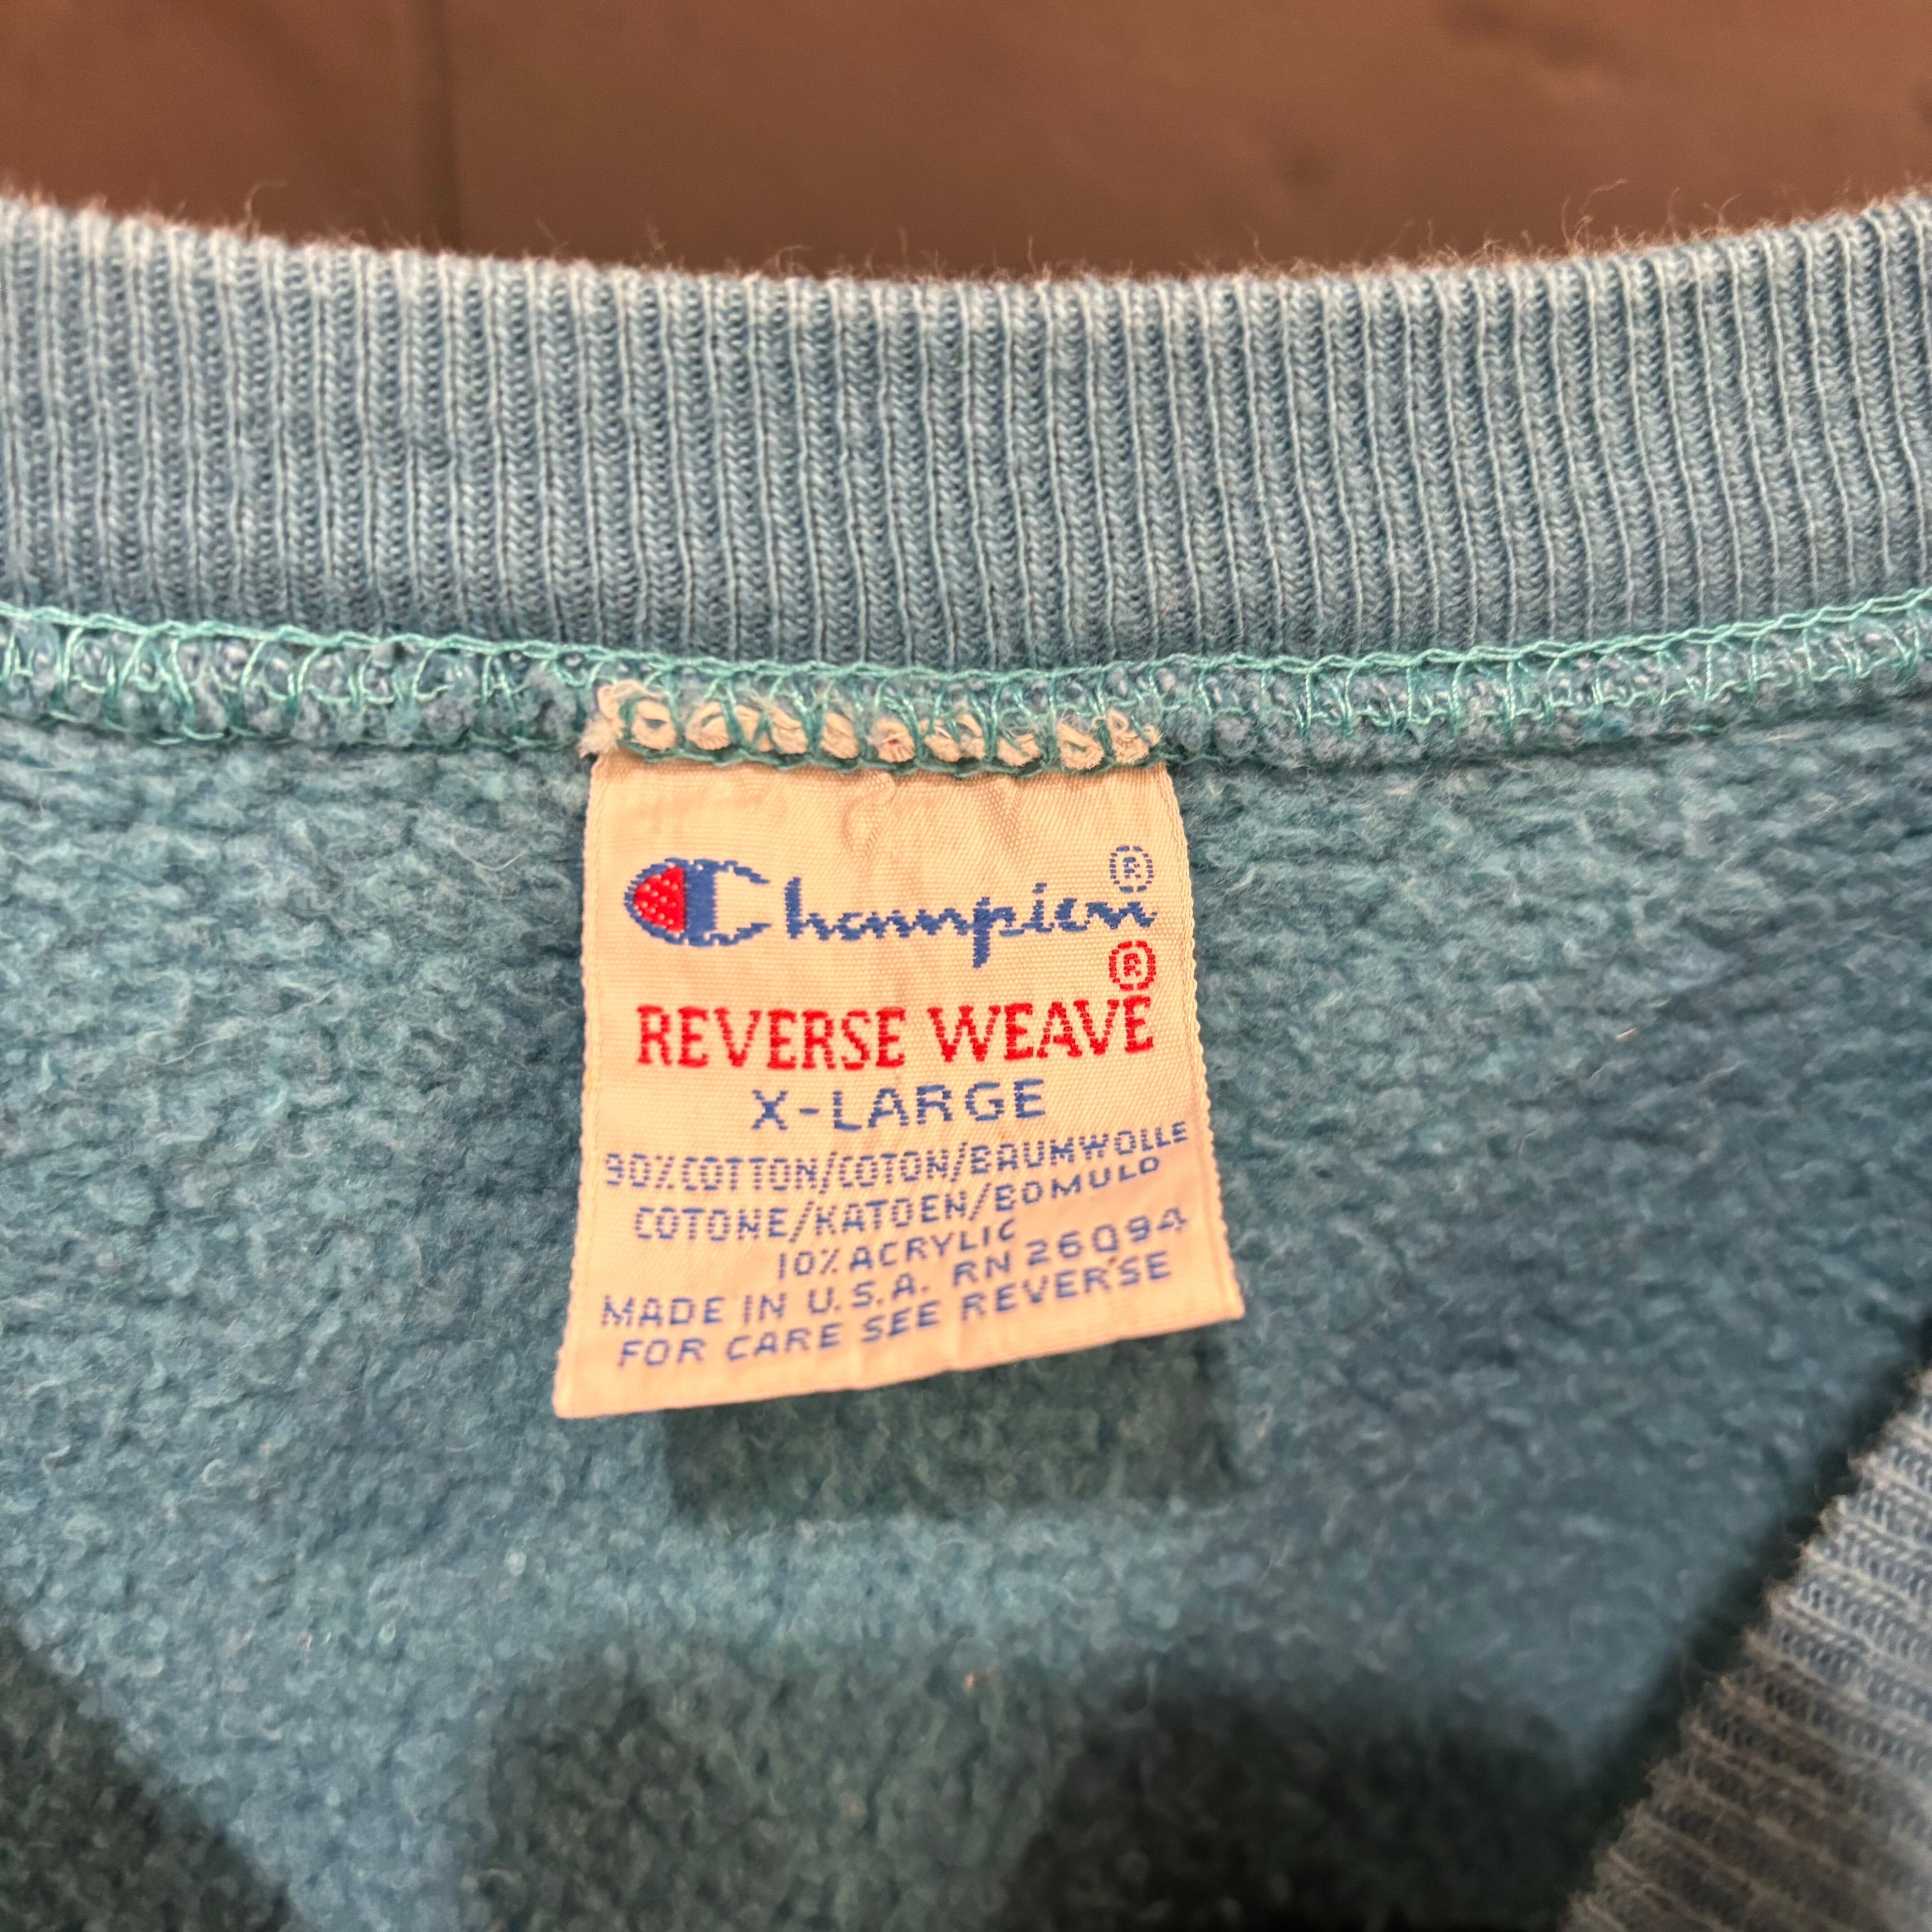 Champion®
REVERSE WEAVE®
X-LARGE
90% COTTON/COTON/BAUMWOLLE
COTONE/KATOEN/BOMULD
10% ACRYLIC
MADE IN U.S.A. RN 26094
FOR CARE SEE REVERSE